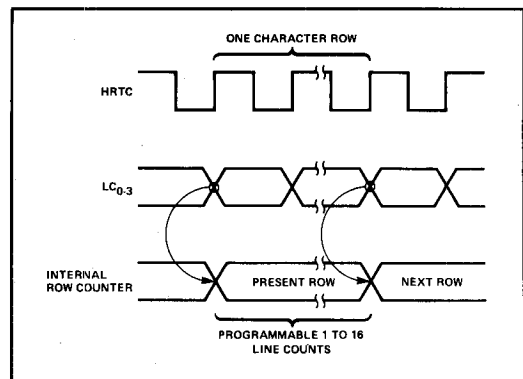 ONE CHARACTER ROW
HRTC
LC0-3
INTERNAL
ROW COUNTER
PRESENT ROW
NEXT ROW
PROGRAMMABLE 1 TO 16
LINE COUNTS